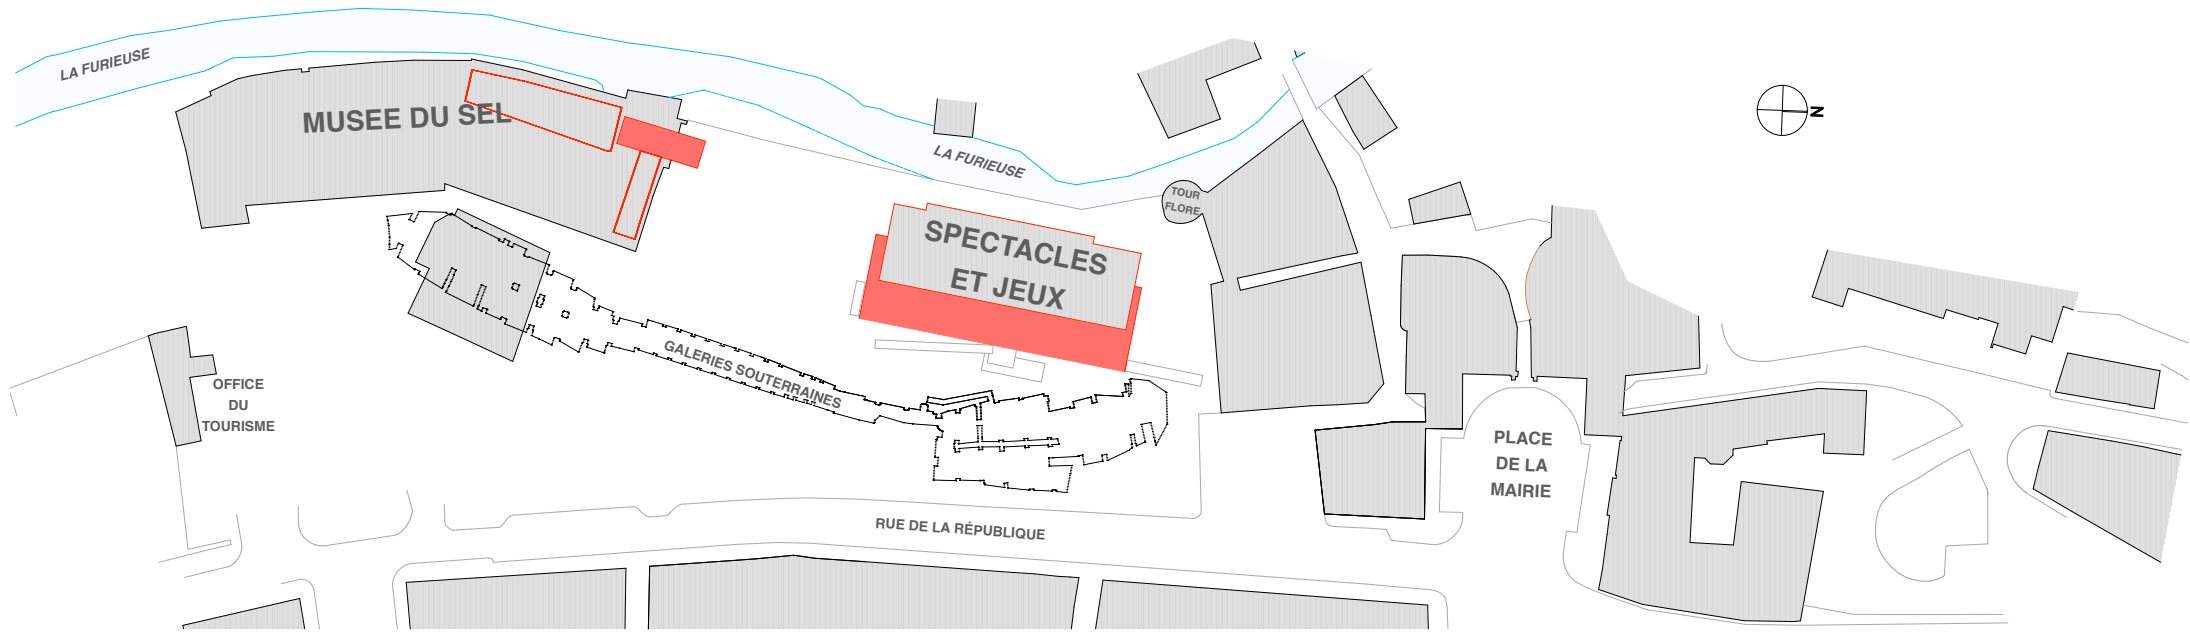 LA FURIEUSE
MUSEE DU SEL
N
LA FURIEUSE
TOUR
FLORE
SPECTACLES
ET JEUX
GALERIES SOUTERRAINES
OFFICE
DU
TOURISME
PLACE
DE LA
MAIRIE
RUE DE LA RÉPUBLIQUE